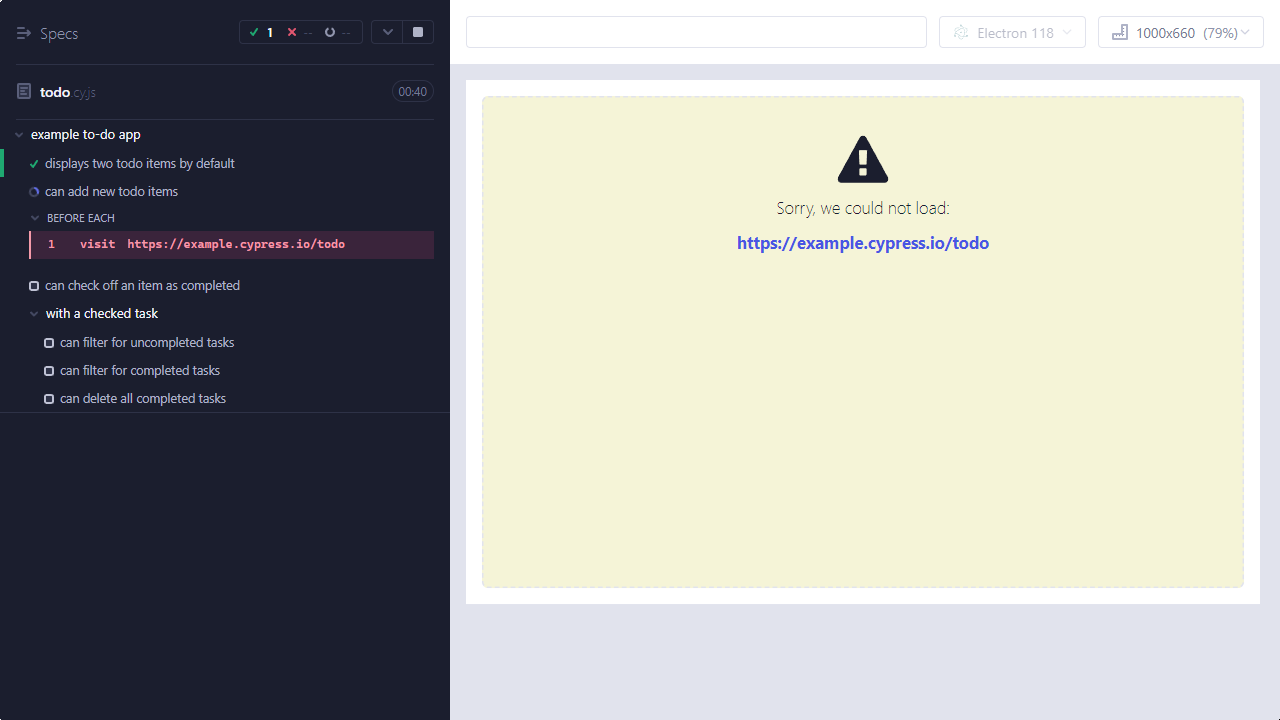 Specs
1
--
--
todo.cy.js
00:40
example to-do app
displays two todo items by default
can add new todo items
BEFORE EACH
1 visit https://example.cypress.io/todo
can check off an item as completed
with a checked task
can filter for uncompleted tasks
can filter for completed tasks
can delete all completed tasks
Electron 118
1000x660 (79%)
Sorry, we could not load:
https://example.cypress.io/todo